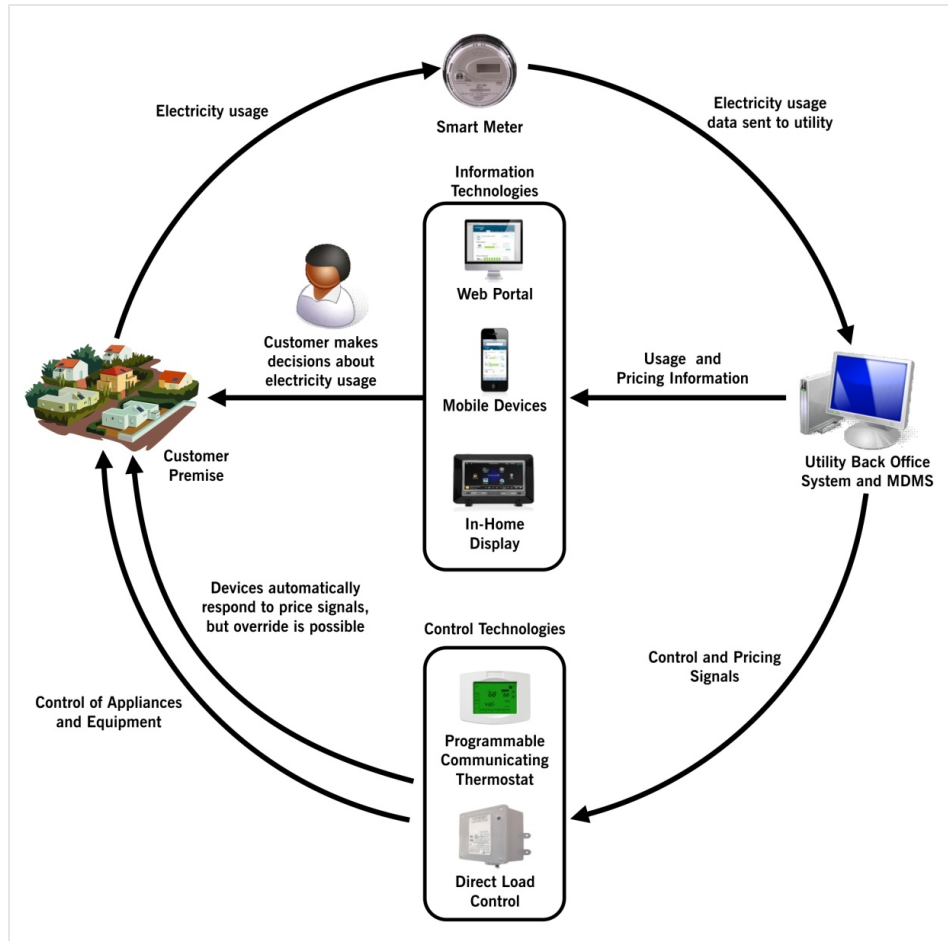 Smart Meter
Electricity usage
Electricity usage
data sent to utility
Information
Technologies
Web Portal
Mobile Devices
In-Home
Display
Customer makes
decisions about
electricity usage
Usage and
Pricing Information
Customer
Premise
Utility Back Office
System and MDMS
Devices automatically
respond to price signals,
but override is possible
Control of Appliances
and Equipment
Control Technologies
Programmable
Communicating
Thermostat
Direct Load
Control
Control and Pricing
Signals